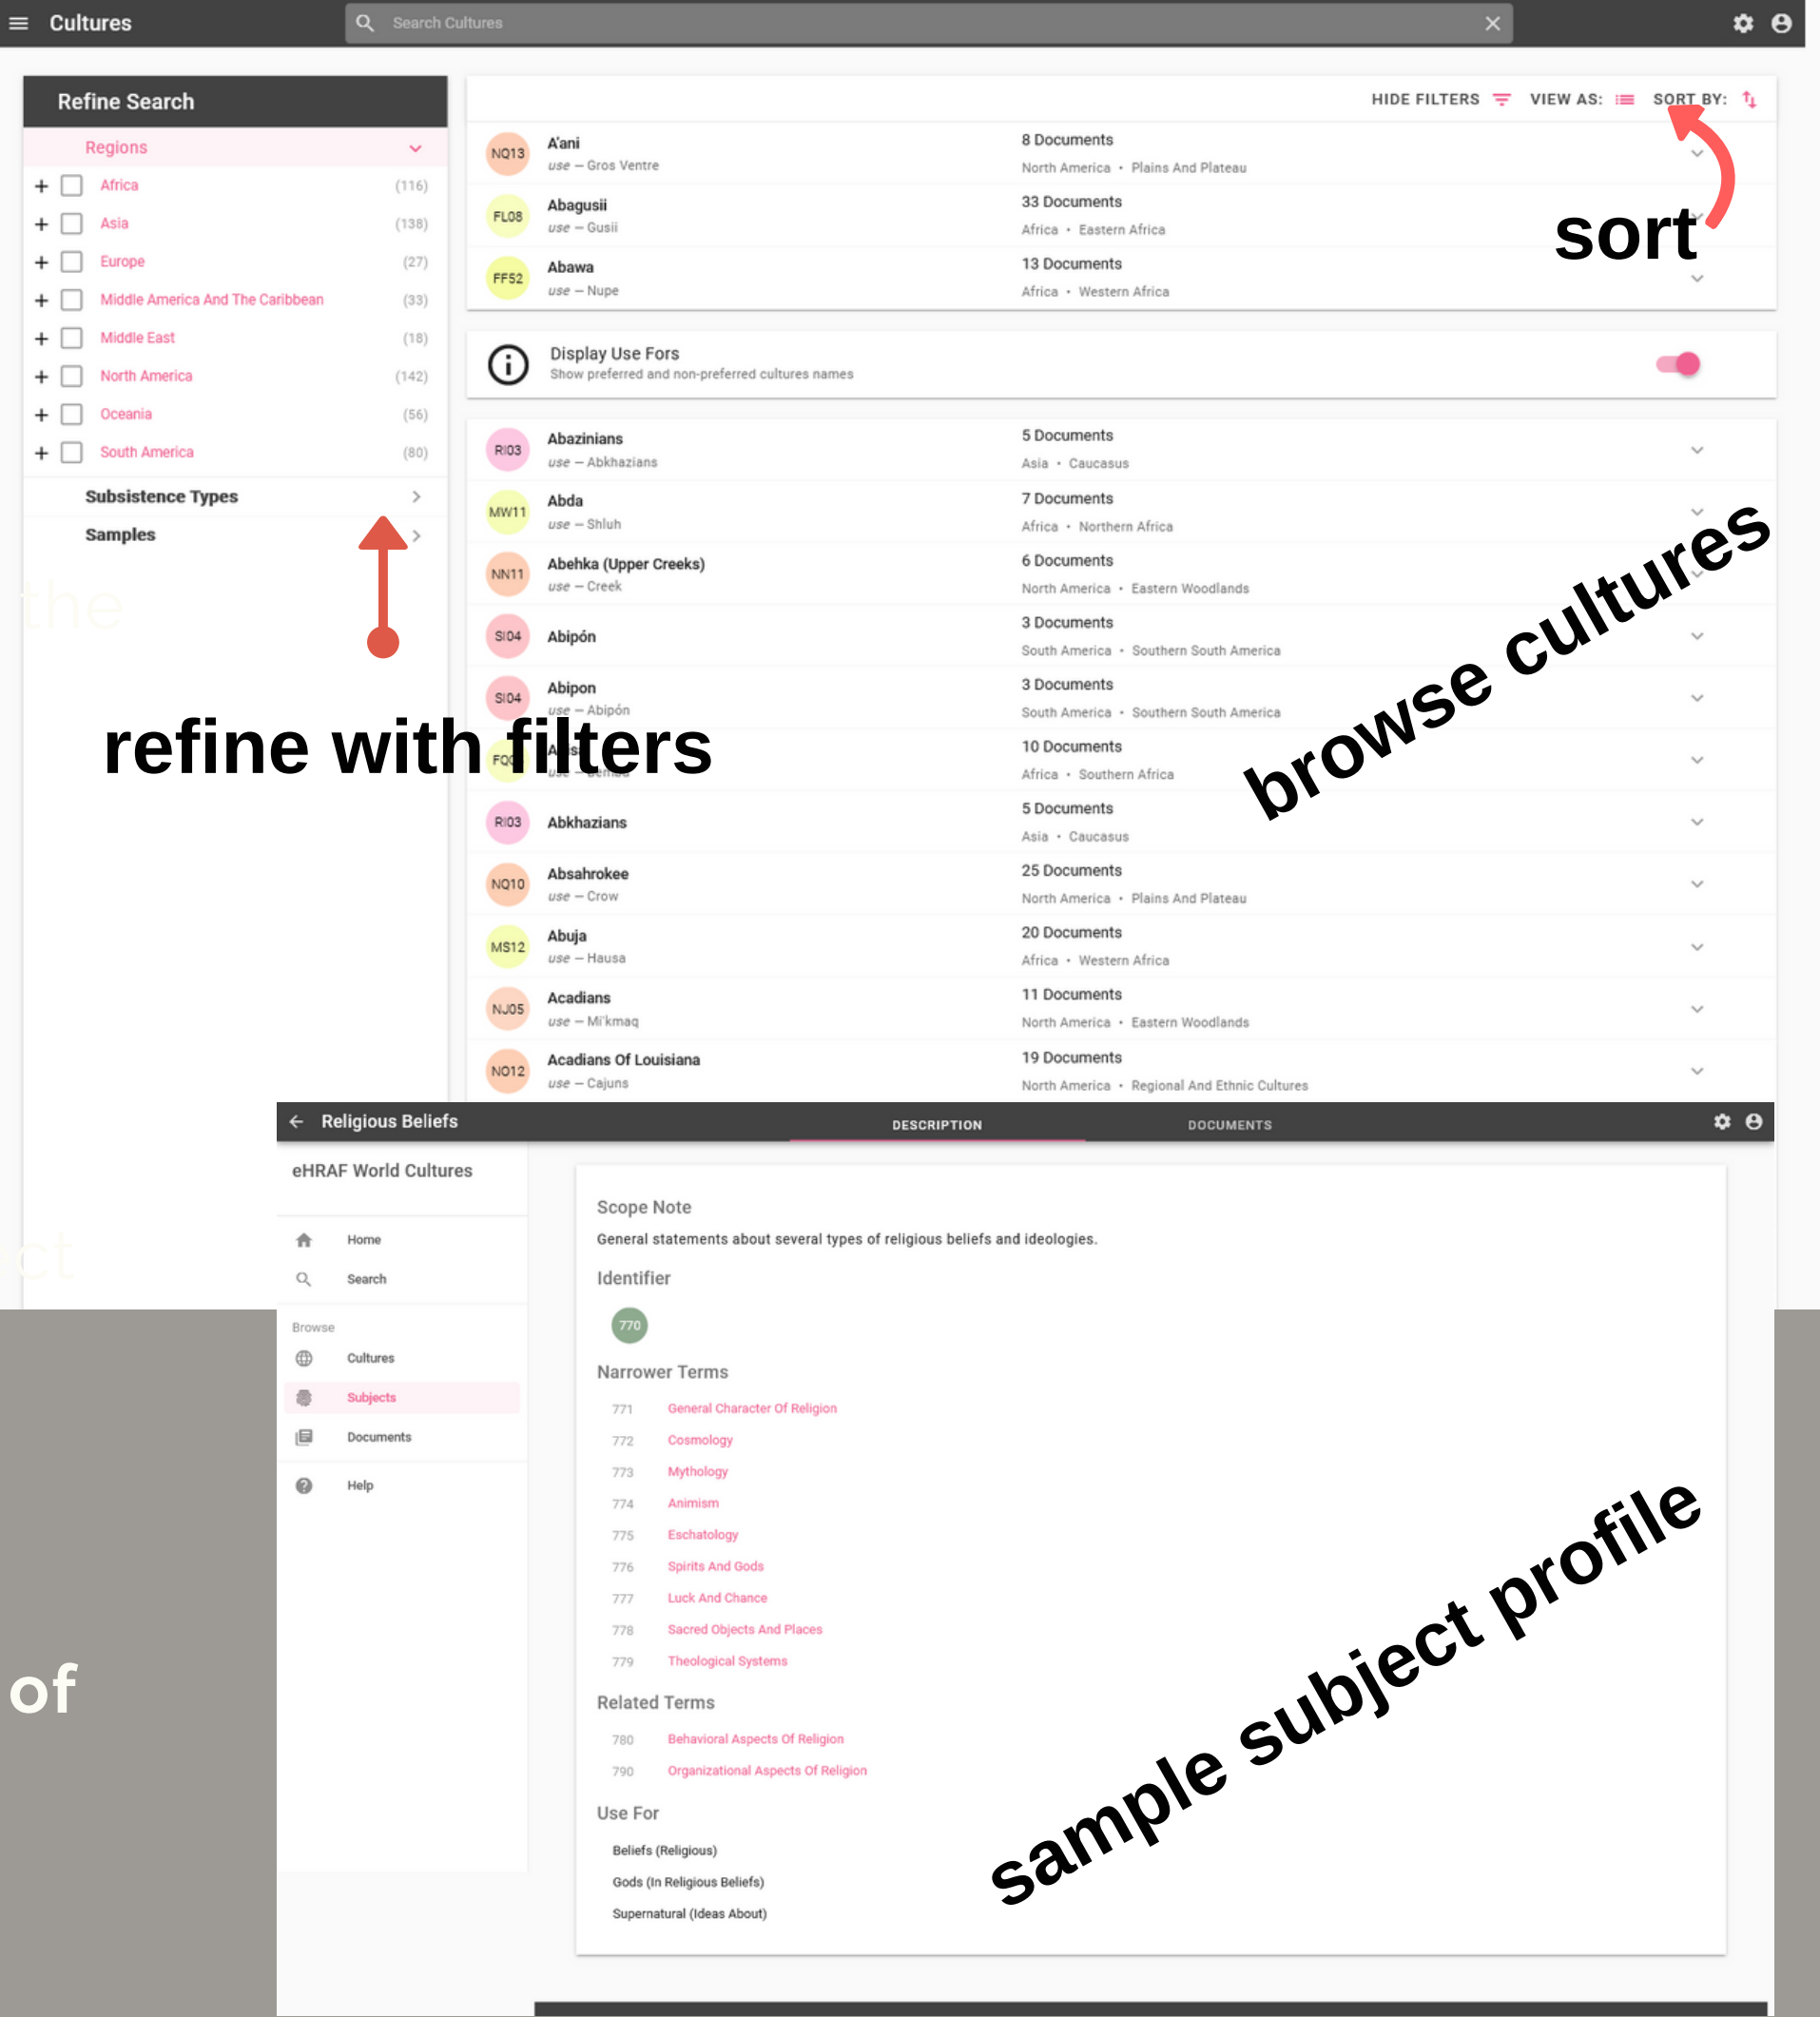 Cultures
Search Cultures
Refine Search
Regions
Africa (116)
Asia (138)
Europe (27)
Middle America And The Caribbean (33)
Middle East (18)
North America (142)
Oceania (56)
South America (80)
Subsistence Types
Samples
the
refine with filters
HIDE FILTERS VIEW AS: SORT BY:
sort
NQ13 A'ani 8 Documents
use – Gros Ventre North America • Plains And Plateau
FL08 Abagusii 33 Documents
use – Gusii Africa • Eastern Africa
FF52 Abawa 13 Documents
use – Nupe Africa • Western Africa
Display Use Fors
Show preferred and non-preferred cultures names
RI03 Abazinians 5 Documents
use – Abkhazians Asia • Caucasus
MW11 Abda 7 Documents
use – Shluh Africa • Northern Africa
NN11 Abehka (Upper Creeks) 6 Documents
use – Creek North America • Eastern Woodlands
SI04 Abipón 3 Documents
South America • Southern South America
SI04 Abipon 3 Documents
use – Abipón South America • Southern South America
10 Documents
Africa • Southern Africa
RI03 Abkhazians 5 Documents
Asia • Caucasus
NQ10 Absahrokee 25 Documents
use – Crow North America • Plains And Plateau
MS12 Abuja 20 Documents
use – Hausa Africa • Western Africa
NJ05 Acadians 11 Documents
use – Mi'kmaq North America • Eastern Woodlands
NO12 Acadians Of Louisiana 19 Documents
use – Cajuns North America • Regional And Ethnic Cultures
browse cultures
ct
of
Religious Beliefs DESCRIPTION DOCUMENTS
eHRAF World Cultures
Home
Search
Browse
Cultures
Subjects
Documents
Help
Scope Note
General statements about several types of religious beliefs and ideologies.
Identifier
770
Narrower Terms
771 General Character Of Religion
772 Cosmology
773 Mythology
774 Animism
775 Eschatology
776 Spirits And Gods
777 Luck And Chance
778 Sacred Objects And Places
779 Theological Systems
Related Terms
780 Behavioral Aspects Of Religion
790 Organizational Aspects Of Religion
Use For
Beliefs (Religious)
Gods (In Religious Beliefs)
Supernatural (Ideas About)
sample subject profile